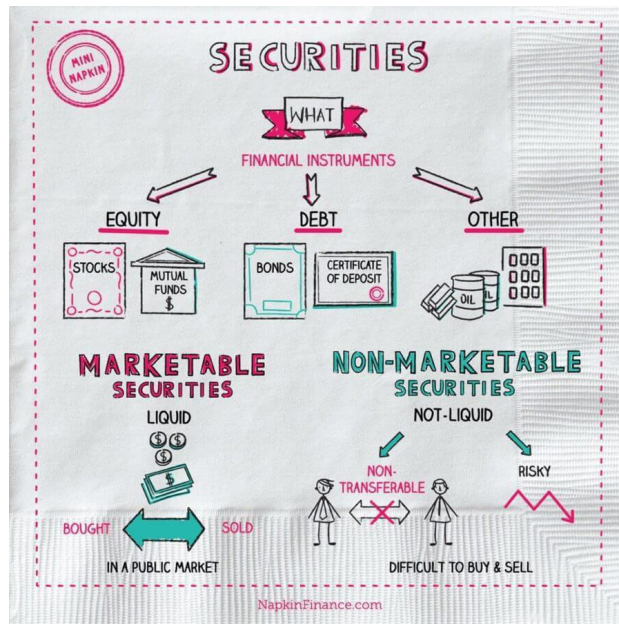 MINI
NAPKIN
SECURITIES
WHAT
FINANCIAL INSTRUMENTS
EQUITY
DEBT
OTHER
STOCKS
MUTUAL
FUNDS
$
BONDS
CERTIFICATE
OF DEPOSIT
OIL
IL
MARKETABLE
SECURITIES
LIQUID
$ $
$
$
BOUGHT
SOLD
IN A PUBLIC MARKET
NON-MARKETABLE
SECURITIES
NOT-LIQUID
NON-
TRANSFERABLE
RISKY
DIFFICULT TO BUY & SELL
NapkinFinance.com